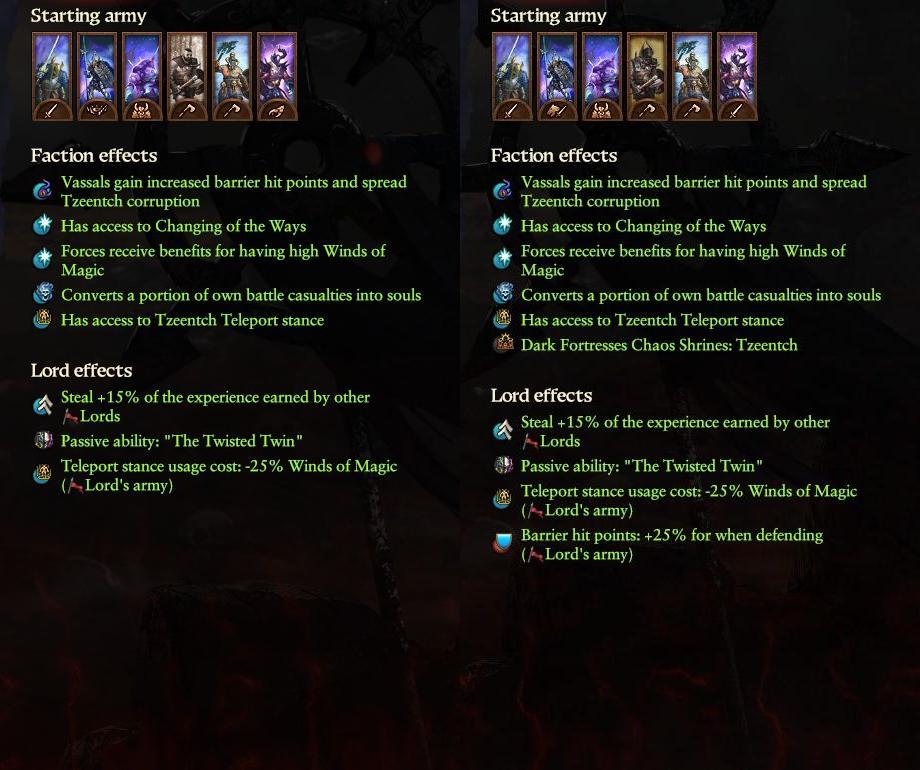 Starting army
Faction effects
Vassals gain increased barrier hit points and spread
Tzeentch corruption
Has access to Changing of the Ways
Forces receive benefits for having high Winds of
Magic
Converts a portion of own battle casualties into souls
Has access to Tzeentch Teleport stance
Lord effects
Steal +15% of the experience earned by other
Lords
Passive ability: "The Twisted Twin"
Teleport stance usage cost: -25% Winds of Magic
(Lord's army)
Starting army
Faction effects
Vassals gain increased barrier hit points and spread
Tzeentch corruption
Has access to Changing of the Ways
Forces receive benefits for having high Winds of
Magic
Converts a portion of own battle casualties into souls
Has access to Tzeentch Teleport stance
Dark Fortresses Chaos Shrines: Tzeentch
Lord effects
Steal +15% of the experience earned by other
Lords
Passive ability: "The Twisted Twin"
Teleport stance usage cost: -25% Winds of Magic
(Lord's army)
Barrier hit points: +25% for when defending
(Lord's army)